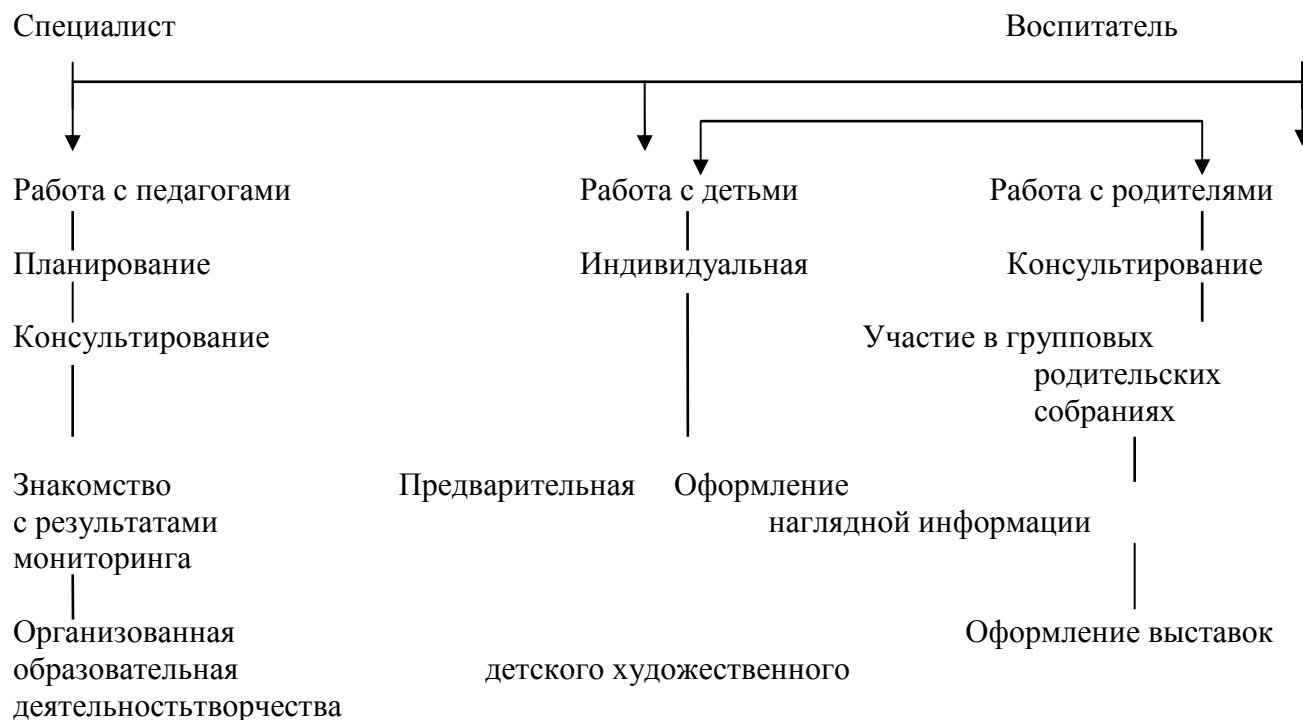 Специалист Воспитатель
Работа с педагогами Работа с детьми Работа с родителями
Планирование Индивидуальная Консультирование
Консультирование Участие в групповых
родительских
собраниях
Знакомство Предварительная Оформление
с результатами наглядной информации
мониторинга
Организованная Оформление выставок
образовательная детского художественного
деятельностьтворчества